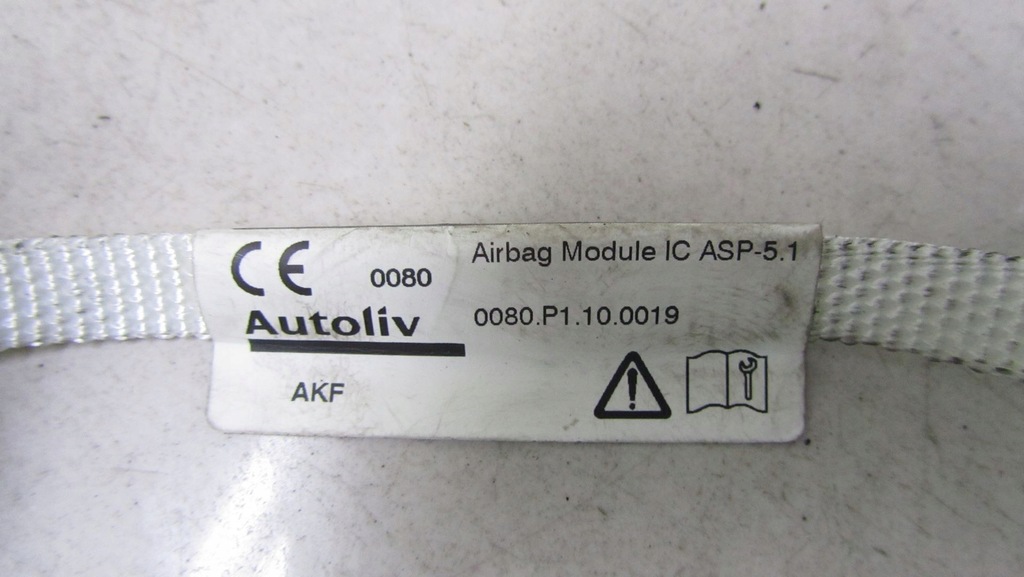 CE 0080
Autoliv
AKF
Airbag Module IC ASP-5.1
0080.P1.10.0019